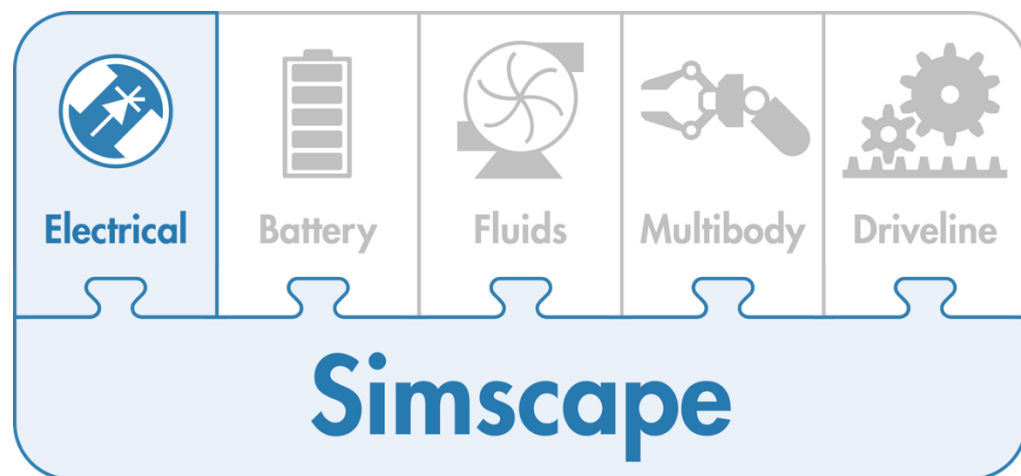 Electrical
Battery
Fluids
Multibody
Driveline
Simscape